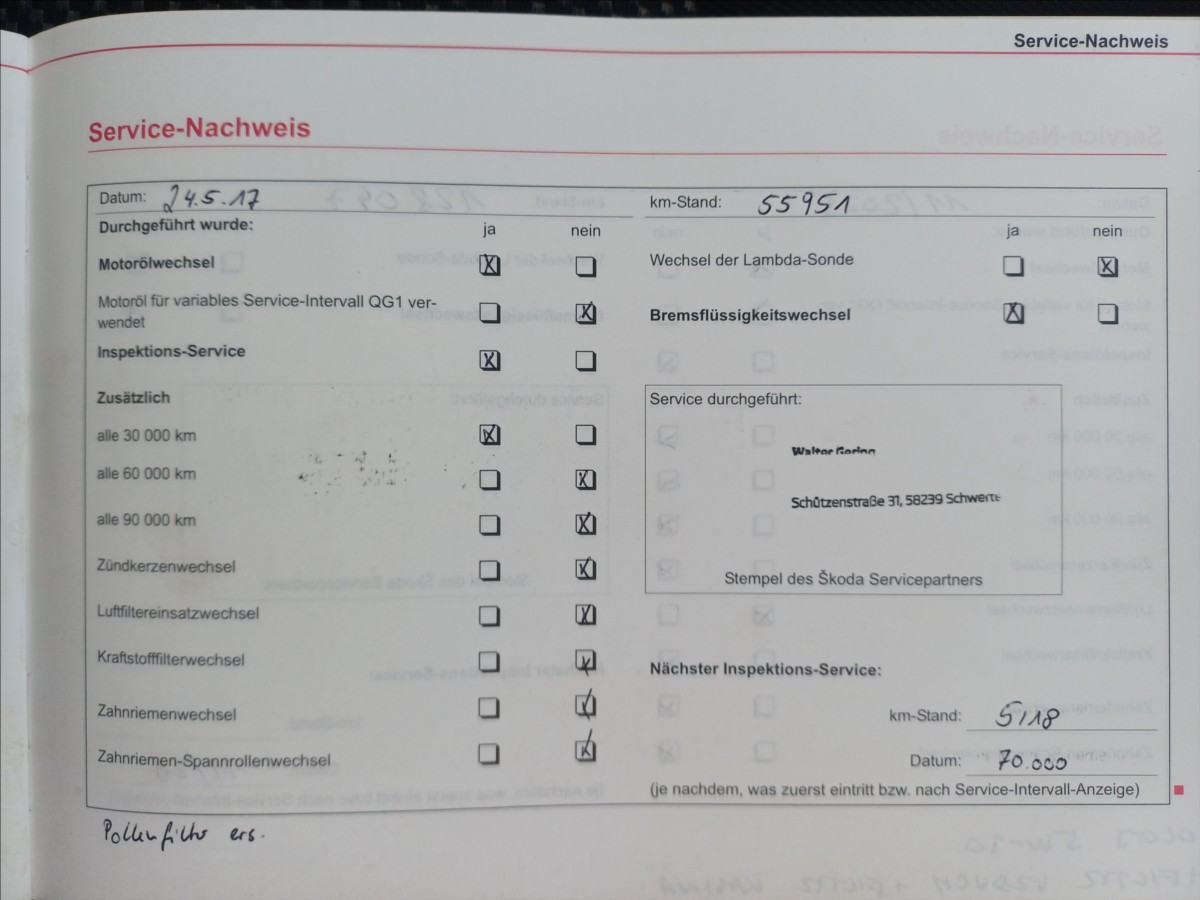 Service-Nachweis
Service-Nachweis
Datum: 24.5.17
km-Stand: 55951
Durchgeführt wurde:
ja nein
ja nein
Motorölwechsel
Wechsel der Lambda-Sonde
Motoröl für variables Service-Intervall QG1 ver-
wendet
Bremsflüssigkeitswechsel
Inspektions-Service
Zusätzlich
Service durchgeführt:
alle 30 000 km
Walter
alle 60 000 km
Schützenstraße 31, 58239 Schwerte
alle 90 000 km
Zündkerzenwechsel
Stempel des Škoda Servicepartners
Luftfiltereinsatzwechsel
Kraftstofffilterwechsel
Nächster Inspektions-Service:
Zahnriemenwechsel
km-Stand: 5/18
Zahnriemen-Spannrollenwechsel
Datum: 70.000
(je nachdem, was zuerst eintritt bzw. nach Service-Intervall-Anzeige)
Pollenfilter ers.